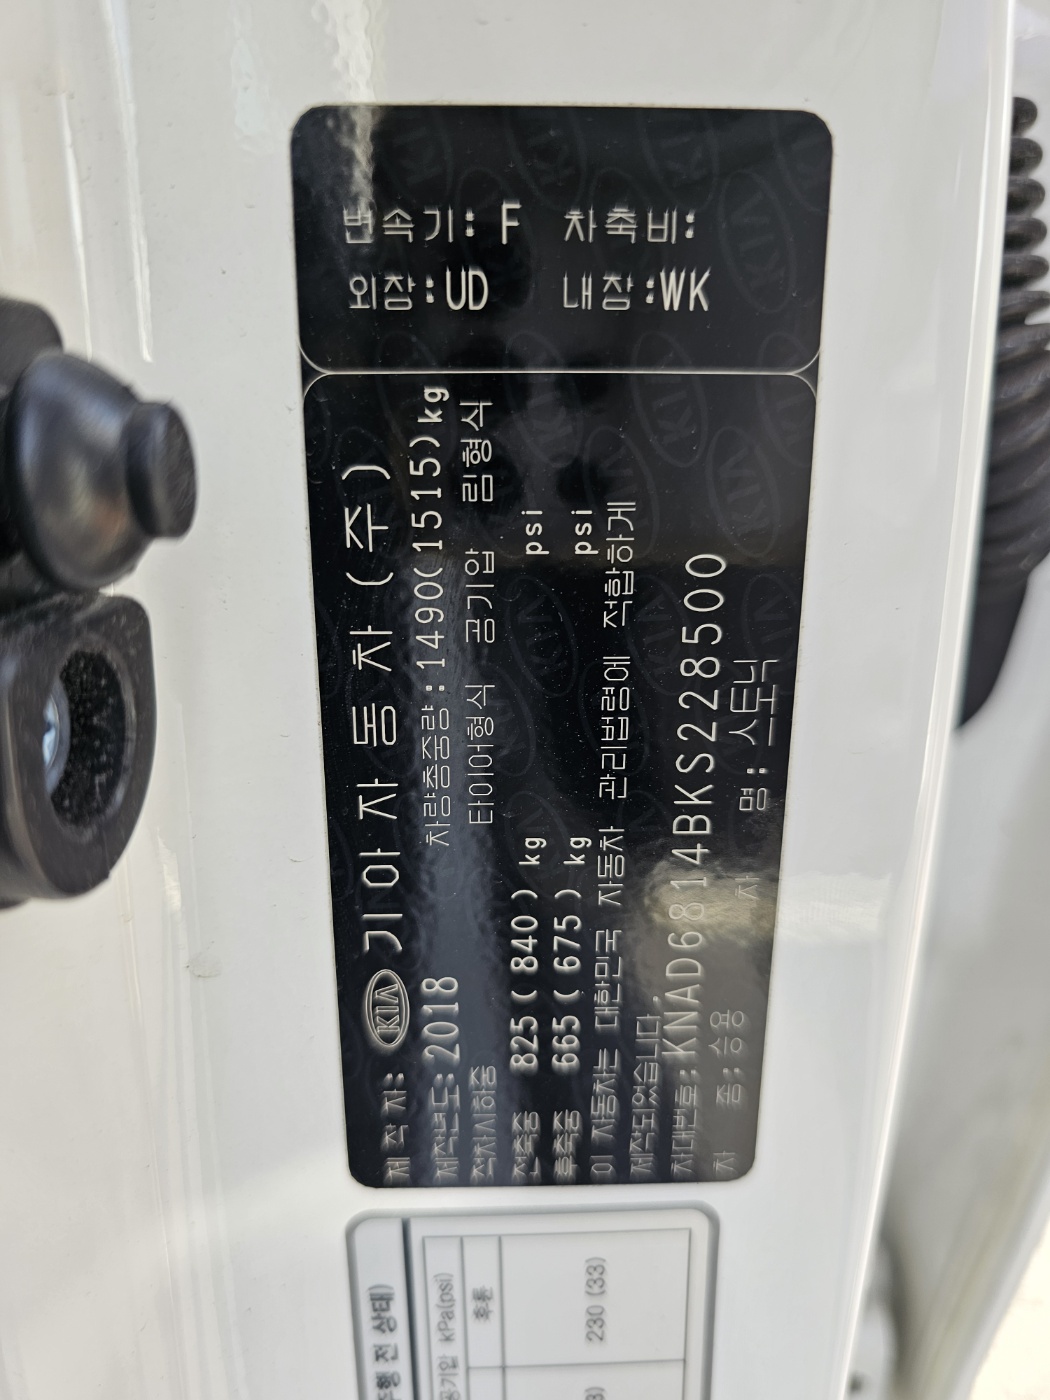 변속기: F 차축비:
외장:UD 내장:WK
제 작 자: KIA 기아자동차(주)
제작년도:2018 차량총중량:1490(1515)kg
적차시하중 타이어형식 공기압 림형식
전축중 825(840)kg psi
후축중 665(675)kg psi
이 자동차는 대한민국 자동차 관리법령에 적합하게
제작되었습니다.
차대번호:KNAD6814BKS228500
차 종:승용 차 명:스토닉
전 상태)
공기압 kPa(psi)
후륜
230 (33)